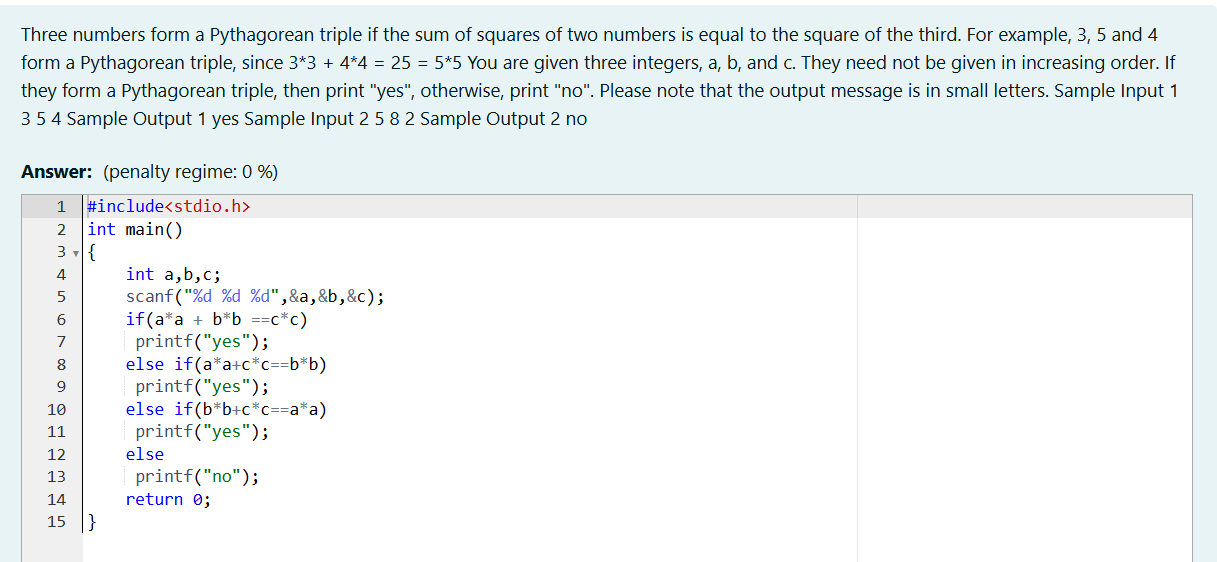 Three numbers form a Pythagorean triple if the sum of squares of two numbers is equal to the square of the third. For example, 3, 5 and 4
form a Pythagorean triple, since 3*3 + 4*4 = 25 = 5*5 You are given three integers, a, b, and c. They need not be given in increasing order. If
they form a Pythagorean triple, then print "yes", otherwise, print "no". Please note that the output message is in small letters. Sample Input 1
3 5 4 Sample Output 1 yes Sample Input 2 5 8 2 Sample Output 2 no
Answer: (penalty regime: 0 %)
1 #include<stdio.h>
2 int main()
3 {
4     int a,b,c;
5     scanf("%d %d %d",&a,&b,&c);
6     if(a*a + b*b ==c*c)
7      printf("yes");
8     else if(a*a+c*c==b*b)
9      printf("yes");
10     else if(b*b+c*c==a*a)
11      printf("yes");
12     else
13      printf("no");
14     return 0;
15 }